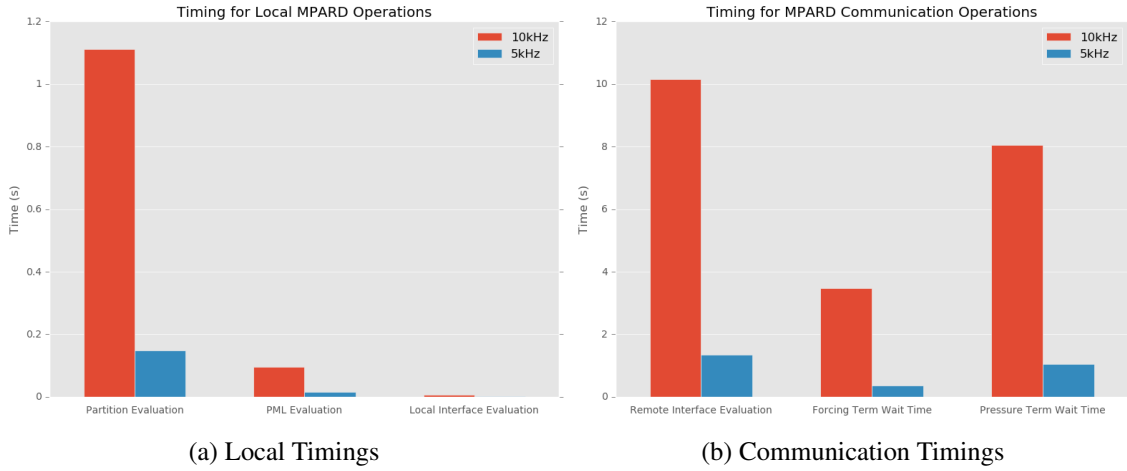 Timing for Local MPARD Operations
10kHz
5kHz
Time (s)
1.2
1
0.8
0.6
0.4
0.2
0
Partition Evaluation
PML Evaluation
Local Interface Evaluation
(a) Local Timings
Timing for MPARD Communication Operations
10kHz
5kHz
Time (s)
12
10
8
6
4
2
0
Remote Interface Evaluation
Forcing Term Wait Time
Pressure Term Wait Time
(b) Communication Timings